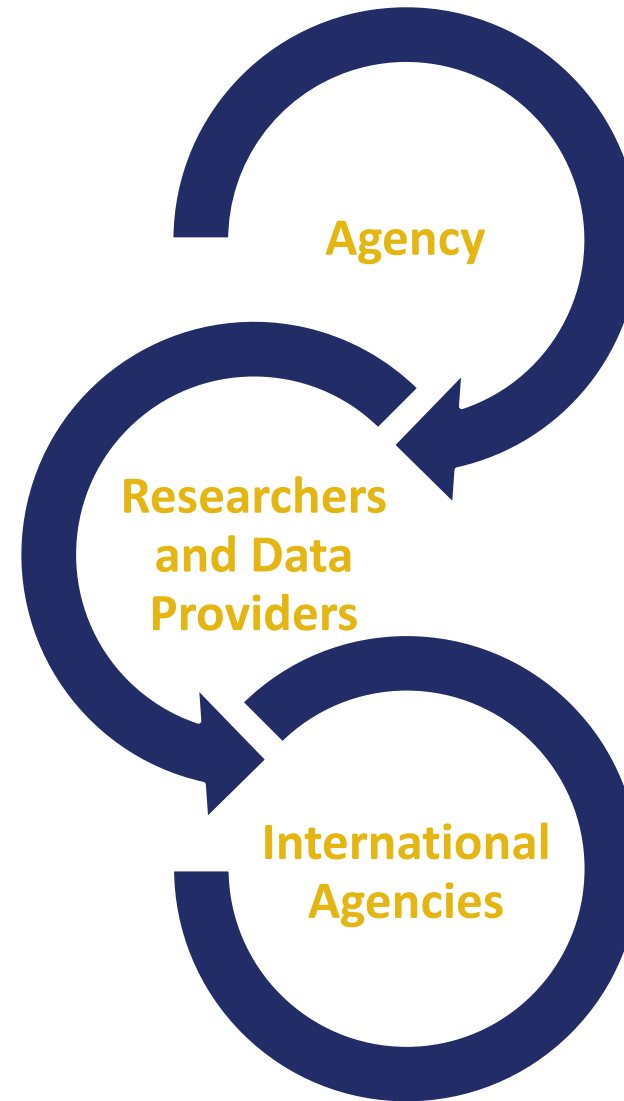 Agency
Researchers
and Data
Providers
International
Agencies